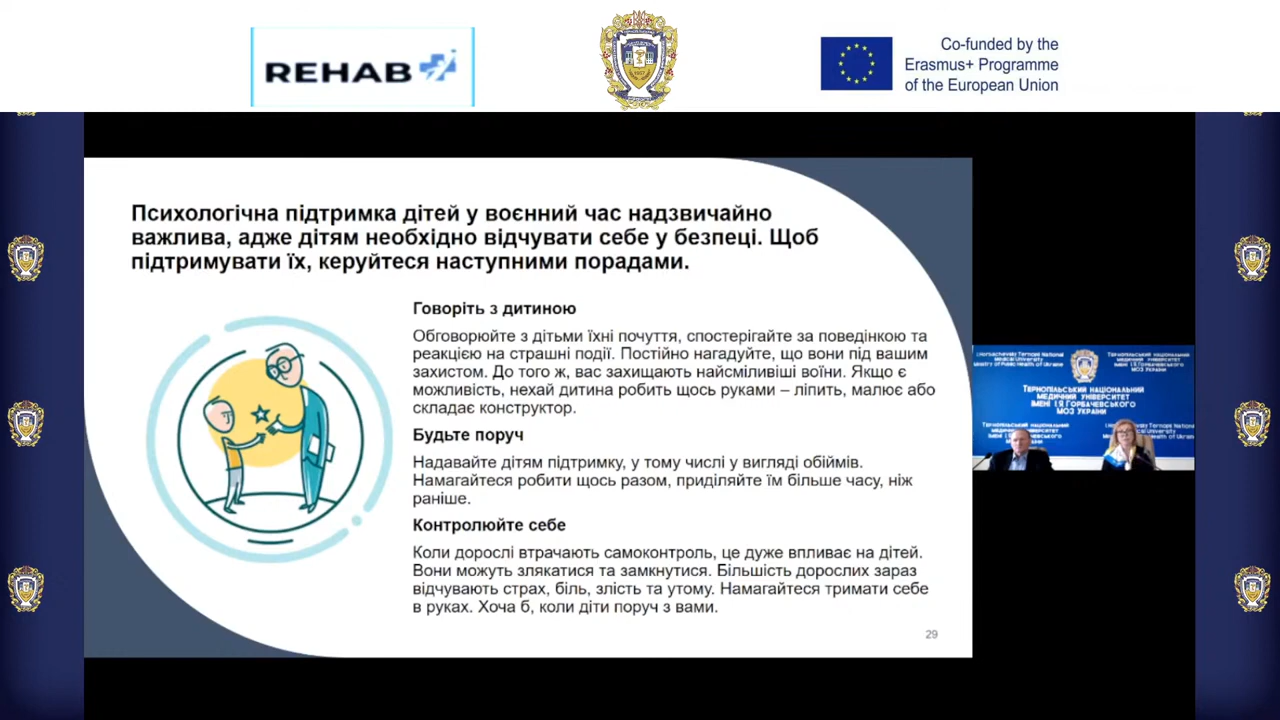 REHAB
Co-funded by the
Erasmus+ Programme
of the European Union
Психологічна підтримка дітей у воєнний час надзвичайно
важлива, адже дітям необхідно відчувати себе у безпеці. Щоб
підтримувати їх, керуйтеся наступними порадами.
Говоріть з дитиною
Обговорюйте з дітьми їхні почуття, спостерігайте за поведінкою та
реакцією на страшні події. Постійно нагадуйте, що вони під вашим
захистом. До того ж, вас захищають найсміливіші воїни. Якщо є
можливість, нехай дитина робить щось руками – ліпить, малює або
складає конструктор.
Будьте поруч
Надавайте дітям підтримку, у тому числі у вигляді обіймів.
Намагайтеся робити щось разом, приділяйте їм більше часу, ніж
раніше.
Контролюйте себе
Коли дорослі втрачають самоконтроль, це дуже впливає на дітей.
Вони можуть злякатися та замкнутися. Більшість дорослих зараз
відчувають страх, біль, злість та утому. Намагайтеся тримати себе
в руках. Хоча б, коли діти поруч з вами.
29
ТЕРНОПІЛЬСЬКИЙ НАЦІОНАЛЬНИЙ
МЕДИЧНИЙ УНІВЕРСИТЕТ
ІМЕНІ І.Я. ГОРБАЧЕВСЬКОГО
МОЗ УКРАЇНИ